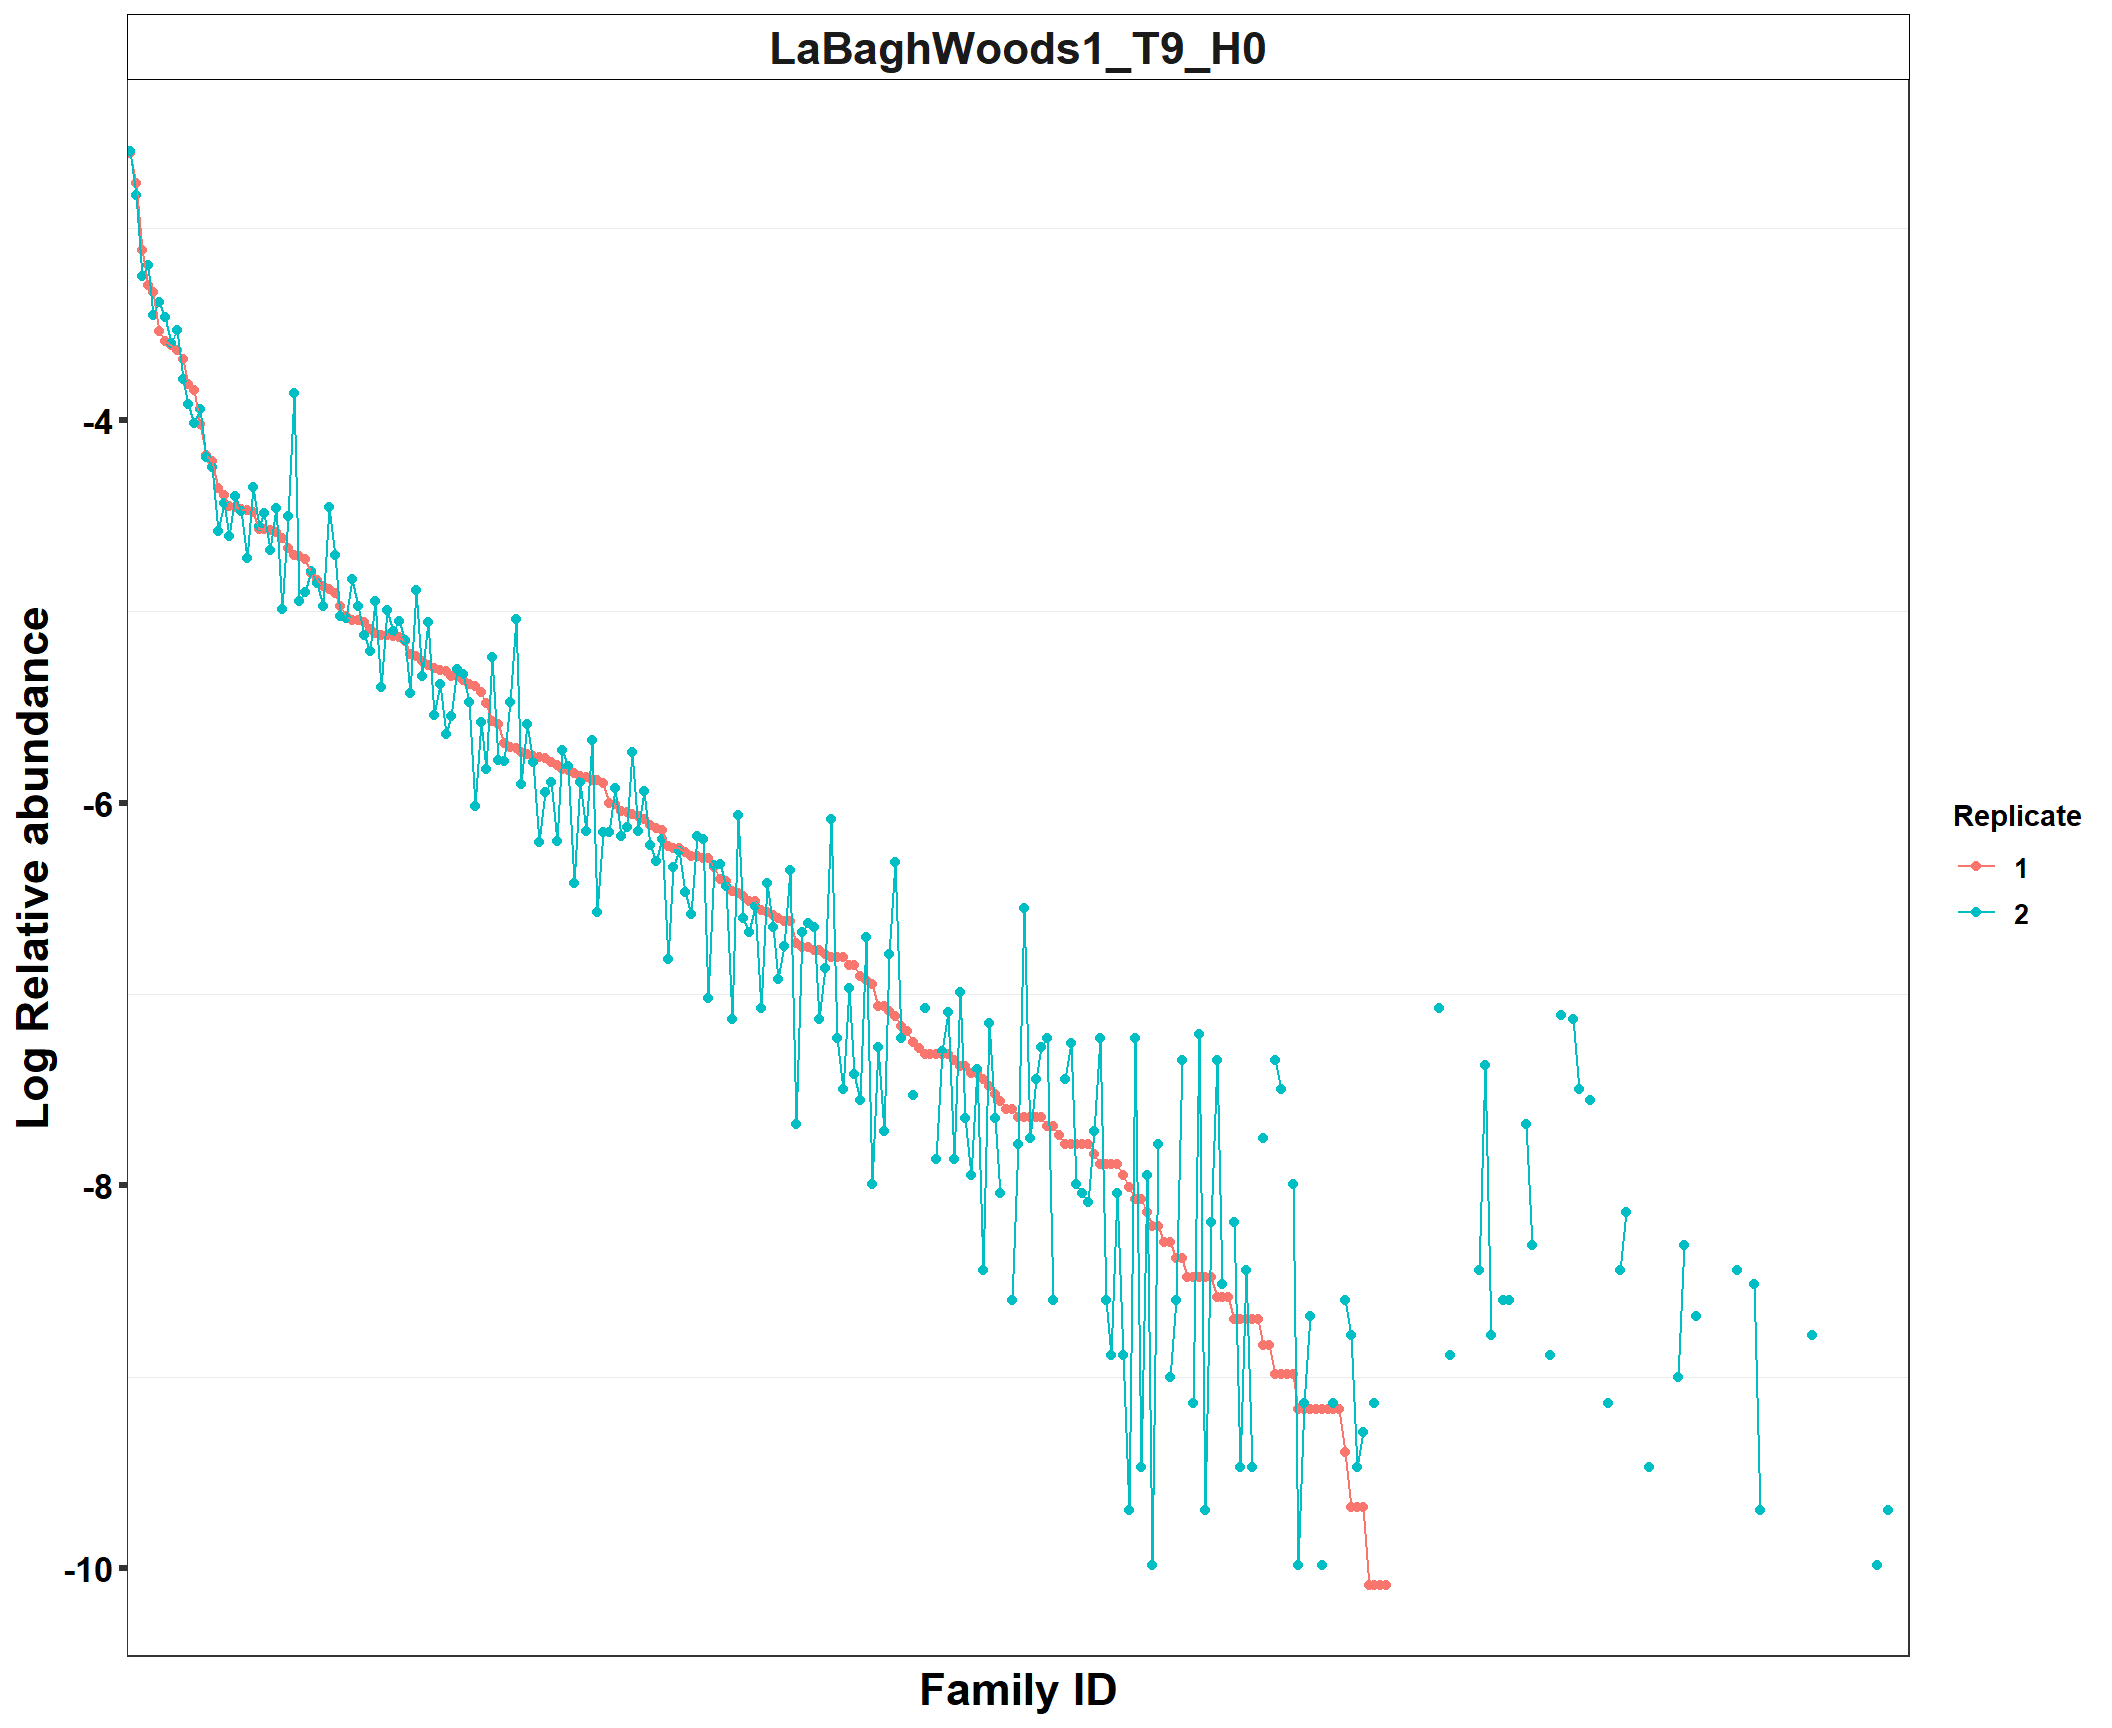 LaBaghWoods1_T9_H0
Log Relative abundance
-4
-6
-8
-10
Family ID
Replicate
1
2